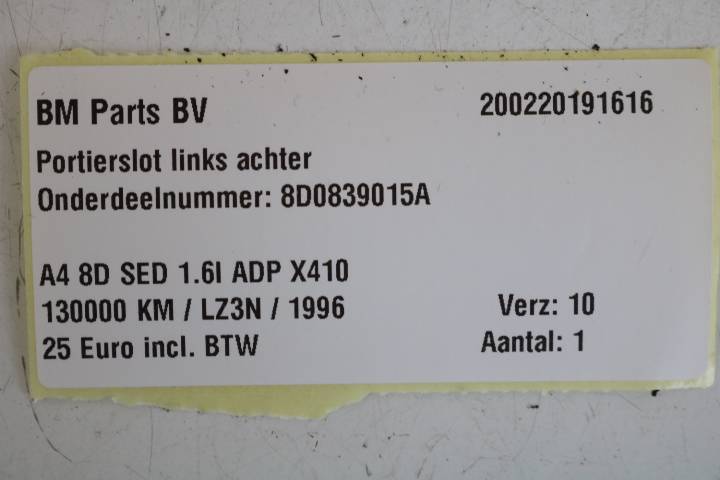 BM Parts BV 200220191616
Portierslot links achter
Onderdeelnummer: 8D0839015A
A4 8D SED 1.6I ADP X410
130000 KM / LZ3N / 1996 Verz: 10
25 Euro incl. BTW Aantal: 1